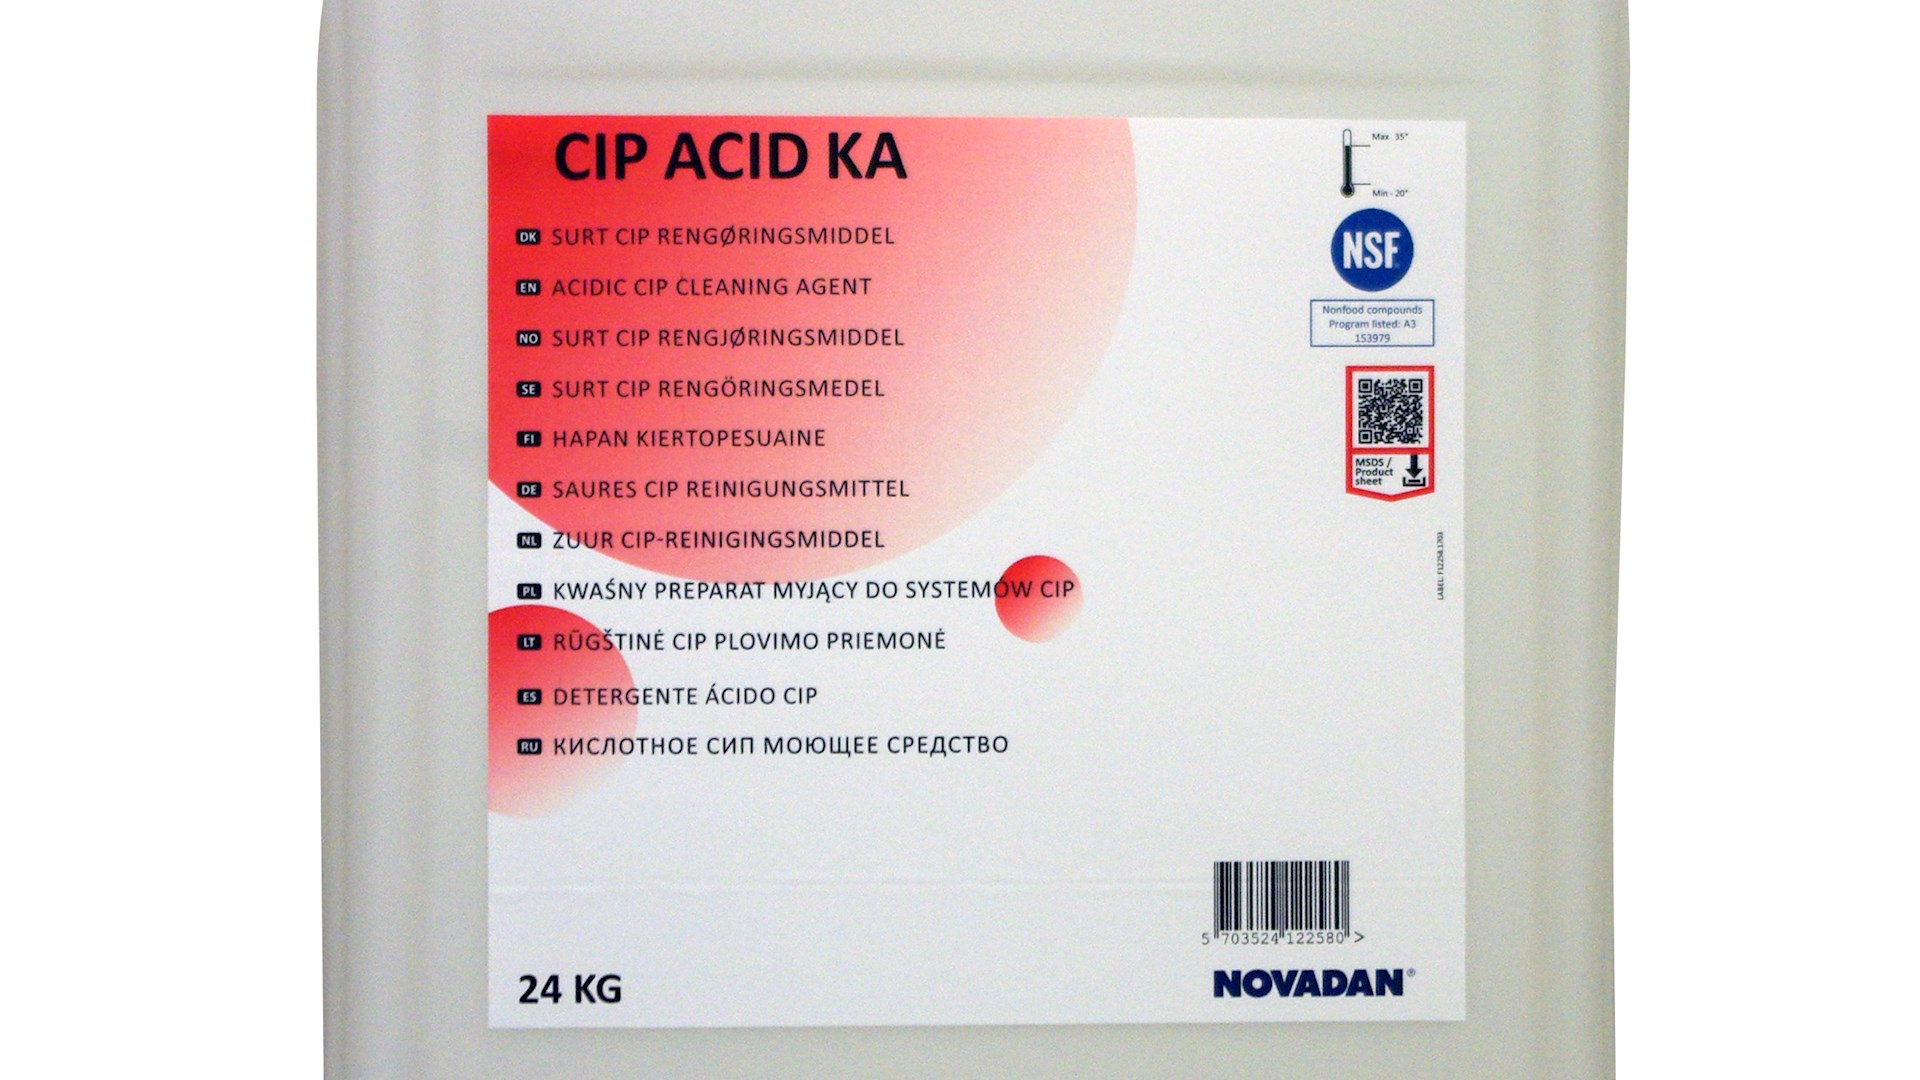 CIP ACID KA
DK SURT CIP RENGØRINGSMIDDEL
EN ACIDIC CIP CLEANING AGENT
NO SURT CIP RENGJØRINGSMIDDEL
SE SURT CIP RENGÖRINGSMEDEL
FI HAPAN KIERTOPESUAINE
DE SAURES CIP REINIGUNGSMITTEL
NL ZUUR CIP-REINIGINGSMIDDEL
PL KWAŚNY PREPARAT MYJĄCY DO SYSTEMÓW CIP
LT RŪGŠTINĖ CIP PLOVIMO PRIEMONĖ
ES DETERGENTE ÁCIDO CIP
RU КИСЛОТНОЕ СИП МОЮЩЕЕ СРЕДСТВО
24 KG
Max 35°
Min - 20°
NSF
Nonfood compounds
Program listed: A3
153979
MSDS /
Product
sheet
LABEL: F12258.1703
5 703524 122580 >
NOVADAN®